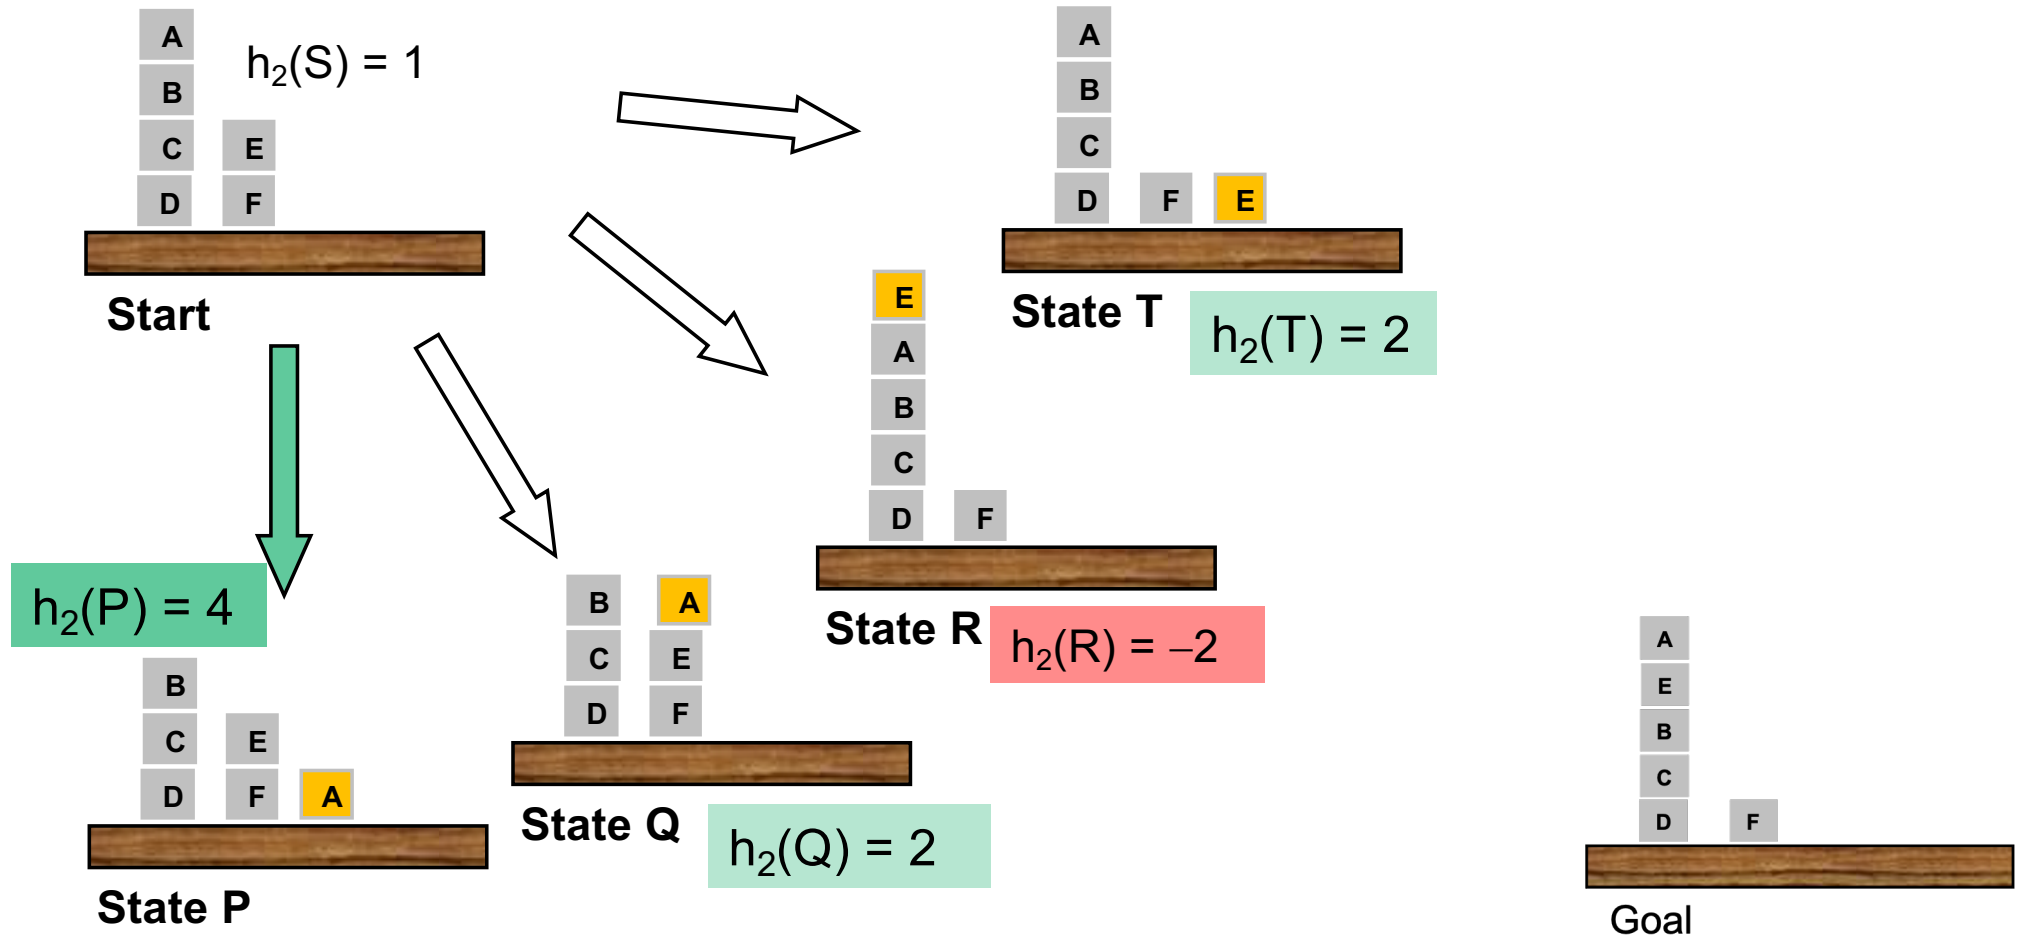 A
B
C E
D F
h₂(S) = 1
Start
A
B
C
D F E
State T
h₂(T) = 2
E
A
B
C
D F
State R
h₂(R) = –2
h₂(P) = 4
B
C E
D F A
State P
B A
C E
D F
State Q
h₂(Q) = 2
A
E
B
C
D F
Goal